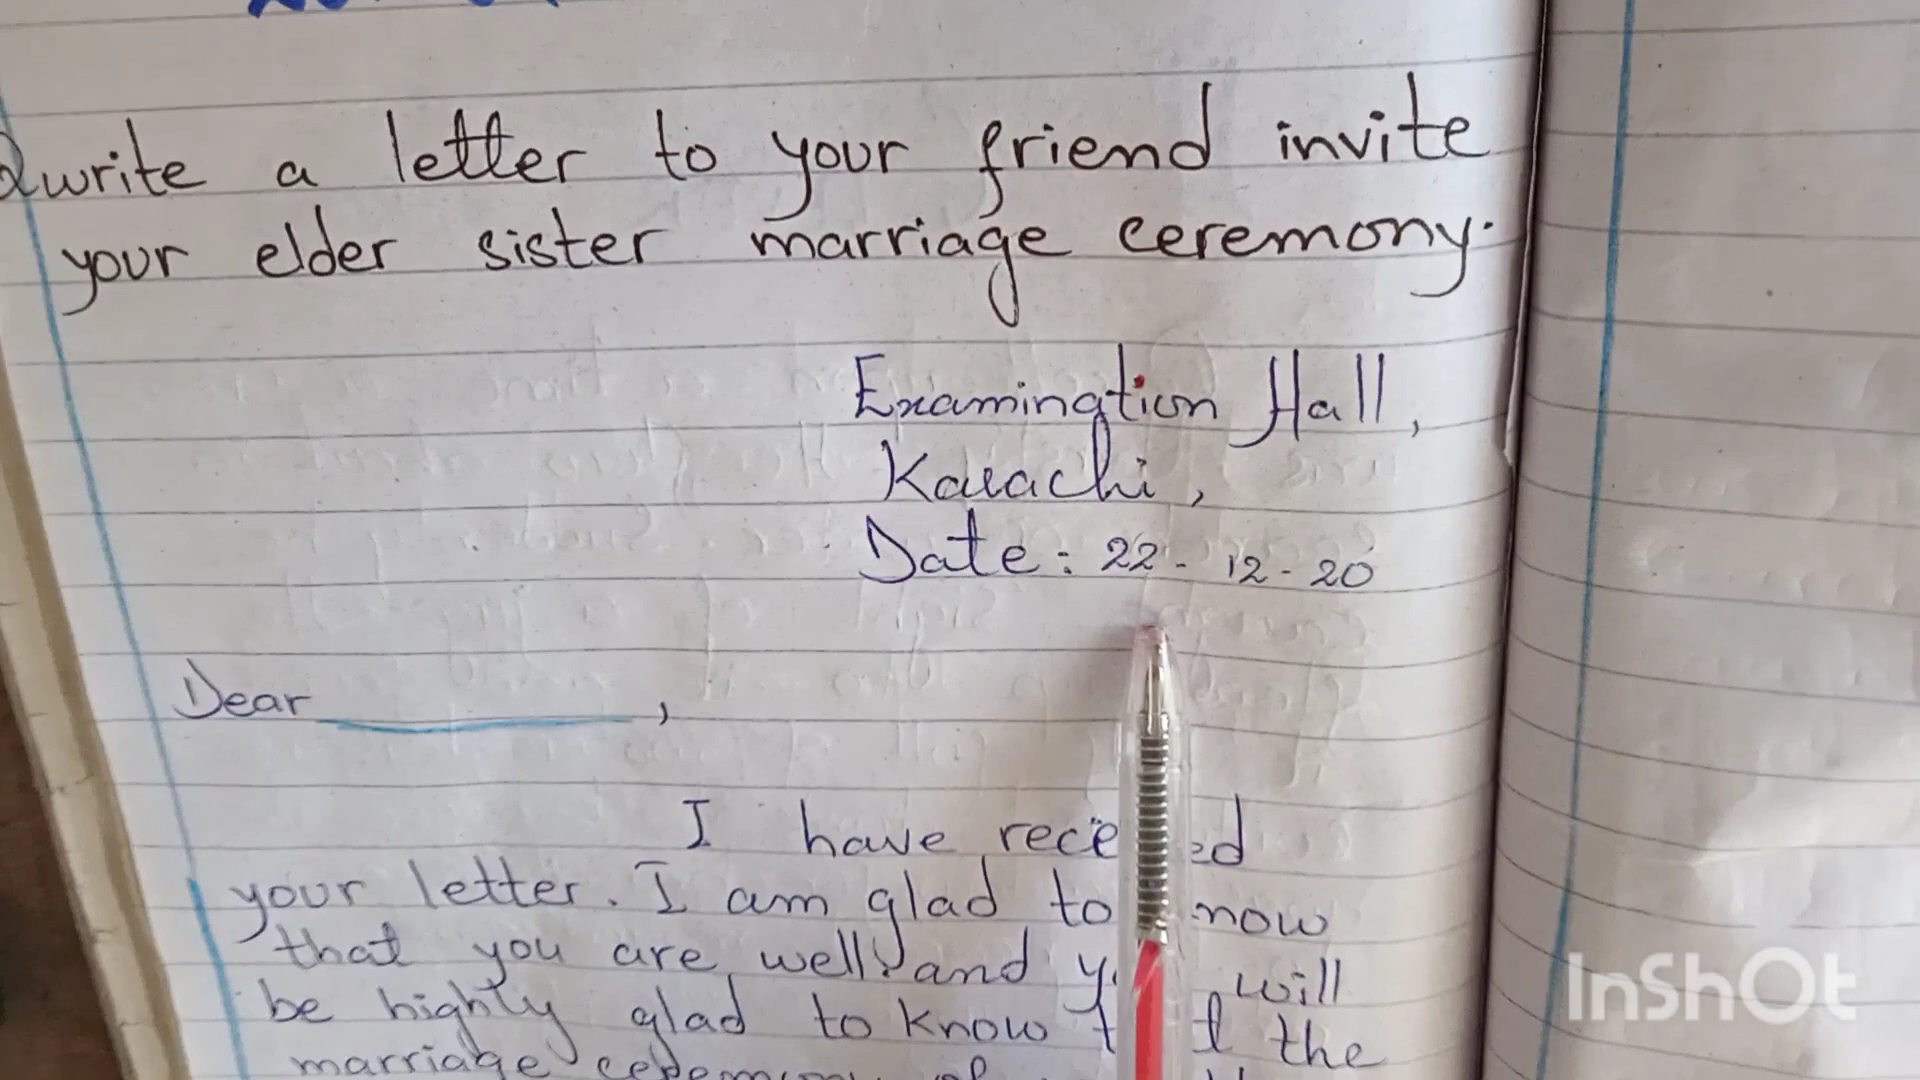 write a letter to your friend invite
your elder sister marriage ceremony.
Examination Hall,
Karachi,
Date: 22-12-20
Dear ,
I have
your letter. I am glad to
that you are well and will
be highly glad to know the
marriage of
InShOt